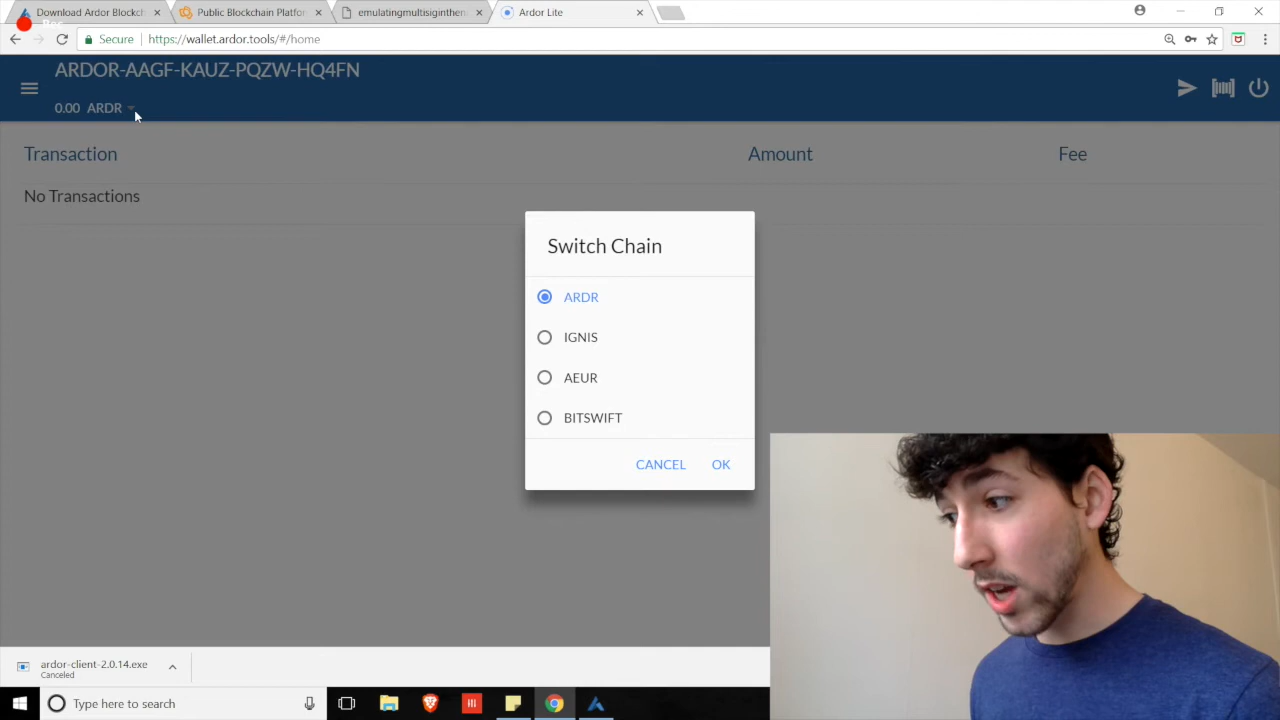 Download Ardor Blockch
Public Blockchain Platfor
emulatingmultisiginthen
Ardor Lite
Rec
Secure
https://wallet.ardor.tools/#/home
ARDOR-AAGF-KAUZ-PQZW-HQ4FN
0.00 ARDR
Transaction
Amount
Fee
No Transactions
Switch Chain
ARDR
IGNIS
AEUR
BITSWIFT
CANCEL
OK
ardor-client-2.0.14.exe
Canceled
Type here to search